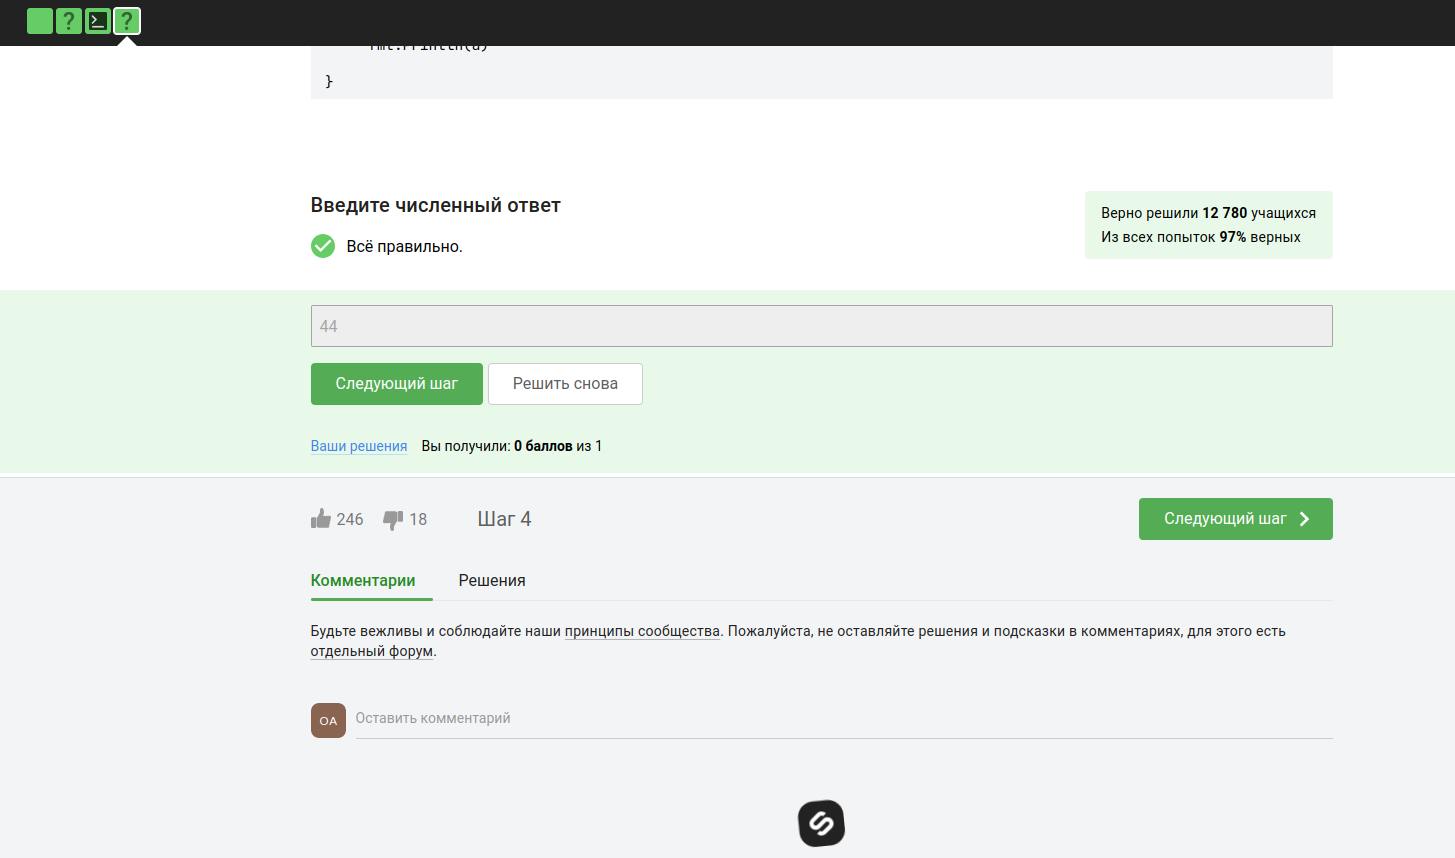 }
Введите численный ответ
Верно решили 12 780 учащихся
Из всех попыток 97% верных
Всё правильно.
44
Следующий шаг
Решить снова
Ваши решения Вы получили: 0 баллов из 1
246
18
Шаг 4
Следующий шаг
Комментарии
Решения
Будьте вежливы и соблюдайте наши принципы сообщества. Пожалуйста, не оставляйте решения и подсказки в комментариях, для этого есть
отдельный форум.
OA
Оставить комментарий